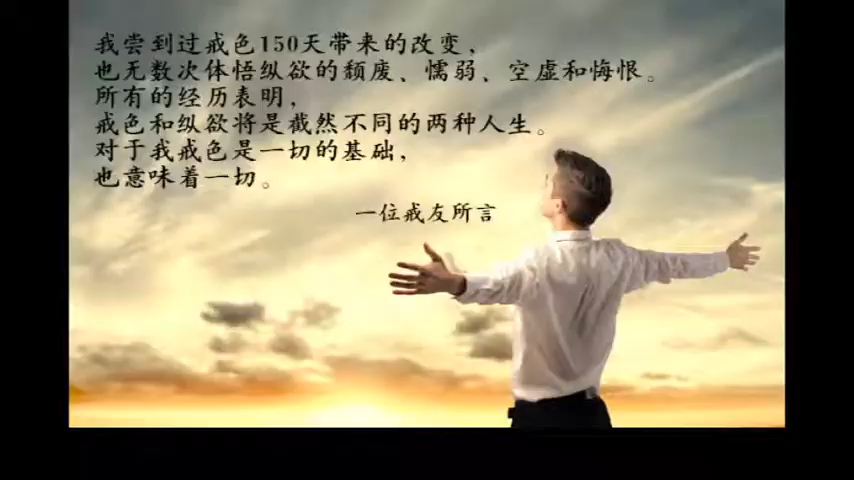 我尝到过戒色150天带来的改变，
也无数次体悟纵欲的颓废、懦弱、空虚和悔恨。
所有的经历表明，
戒色和纵欲将是截然不同的两种人生。
对于我戒色是一切的基础，
也意味着一切。
一位戒友所言